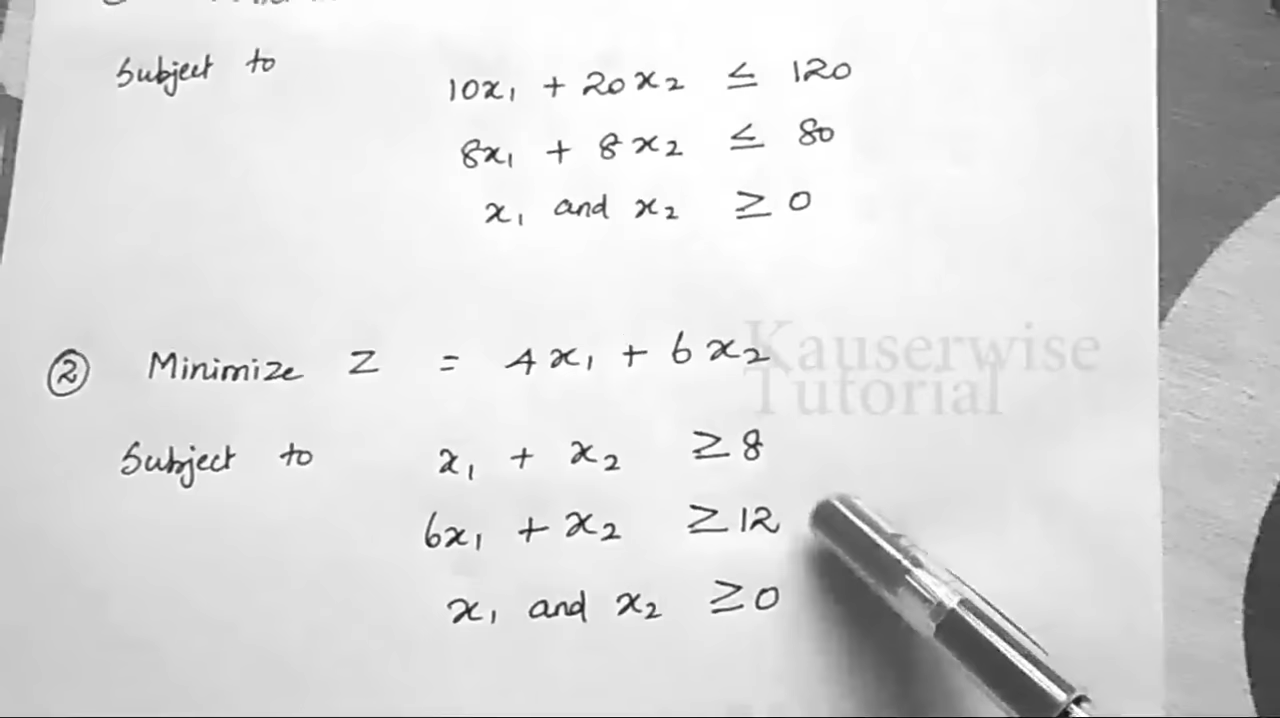 Subject to
10x₁ + 20x₂ ≤ 120
8x₁ + 8x₂ ≤ 80
x₁ and x₂ ≥ 0
② Minimize Z = 4x₁ + 6x₂
Kauserwise
Tutorial
Subject to x₁ + x₂ ≥ 8
6x₁ + x₂ ≥ 12
x₁ and x₂ ≥ 0